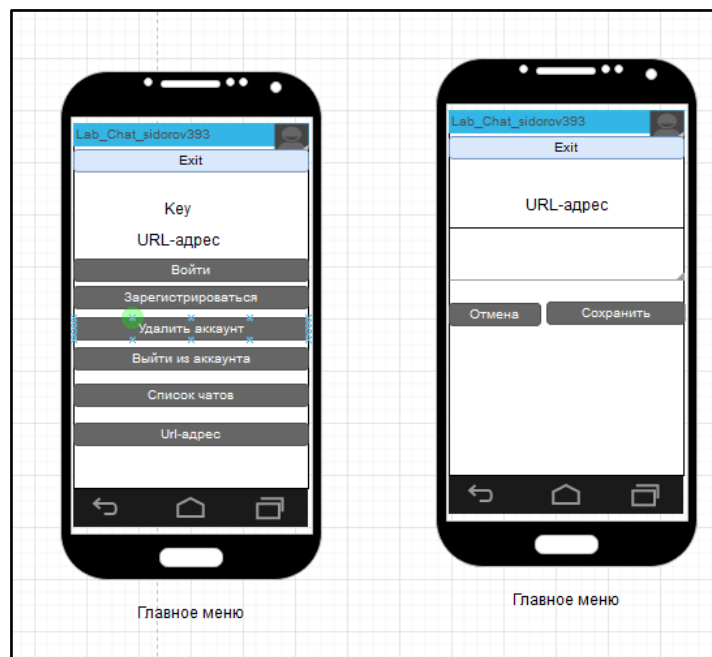 Lab_Chat_sidorov393
Exit
Key
URL-адрес
Войти
Зарегистрироваться
Удалить аккаунт
Выйти из аккаунта
Список чатов
Url-адрес
Главное меню
Lab_Chat_sidorov393
Exit
URL-адрес
Отмена
Сохранить
Главное меню